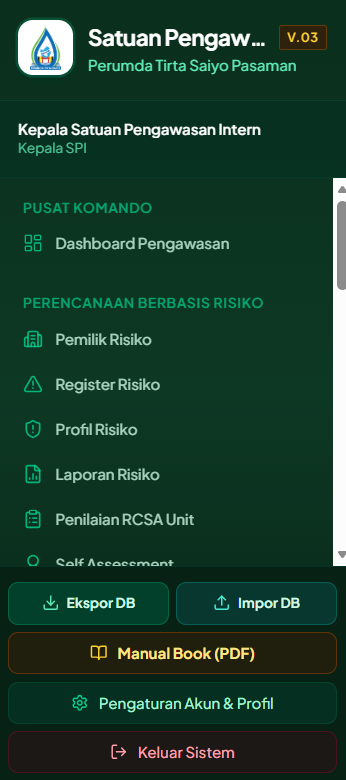 Satuan Pengaw...
V.03
Perumda Tirta Saiyo Pasaman
Kepala Satuan Pengawasan Intern
Kepala SPI
PUSAT KOMANDO
Dashboard Pengawasan
PERENCANAAN BERBASIS RISIKO
Pemilik Risiko
Register Risiko
Profil Risiko
Laporan Risiko
Penilaian RCSA Unit
Self Assessment
Ekspor DB
Impor DB
Manual Book (PDF)
Pengaturan Akun & Profil
Keluar Sistem